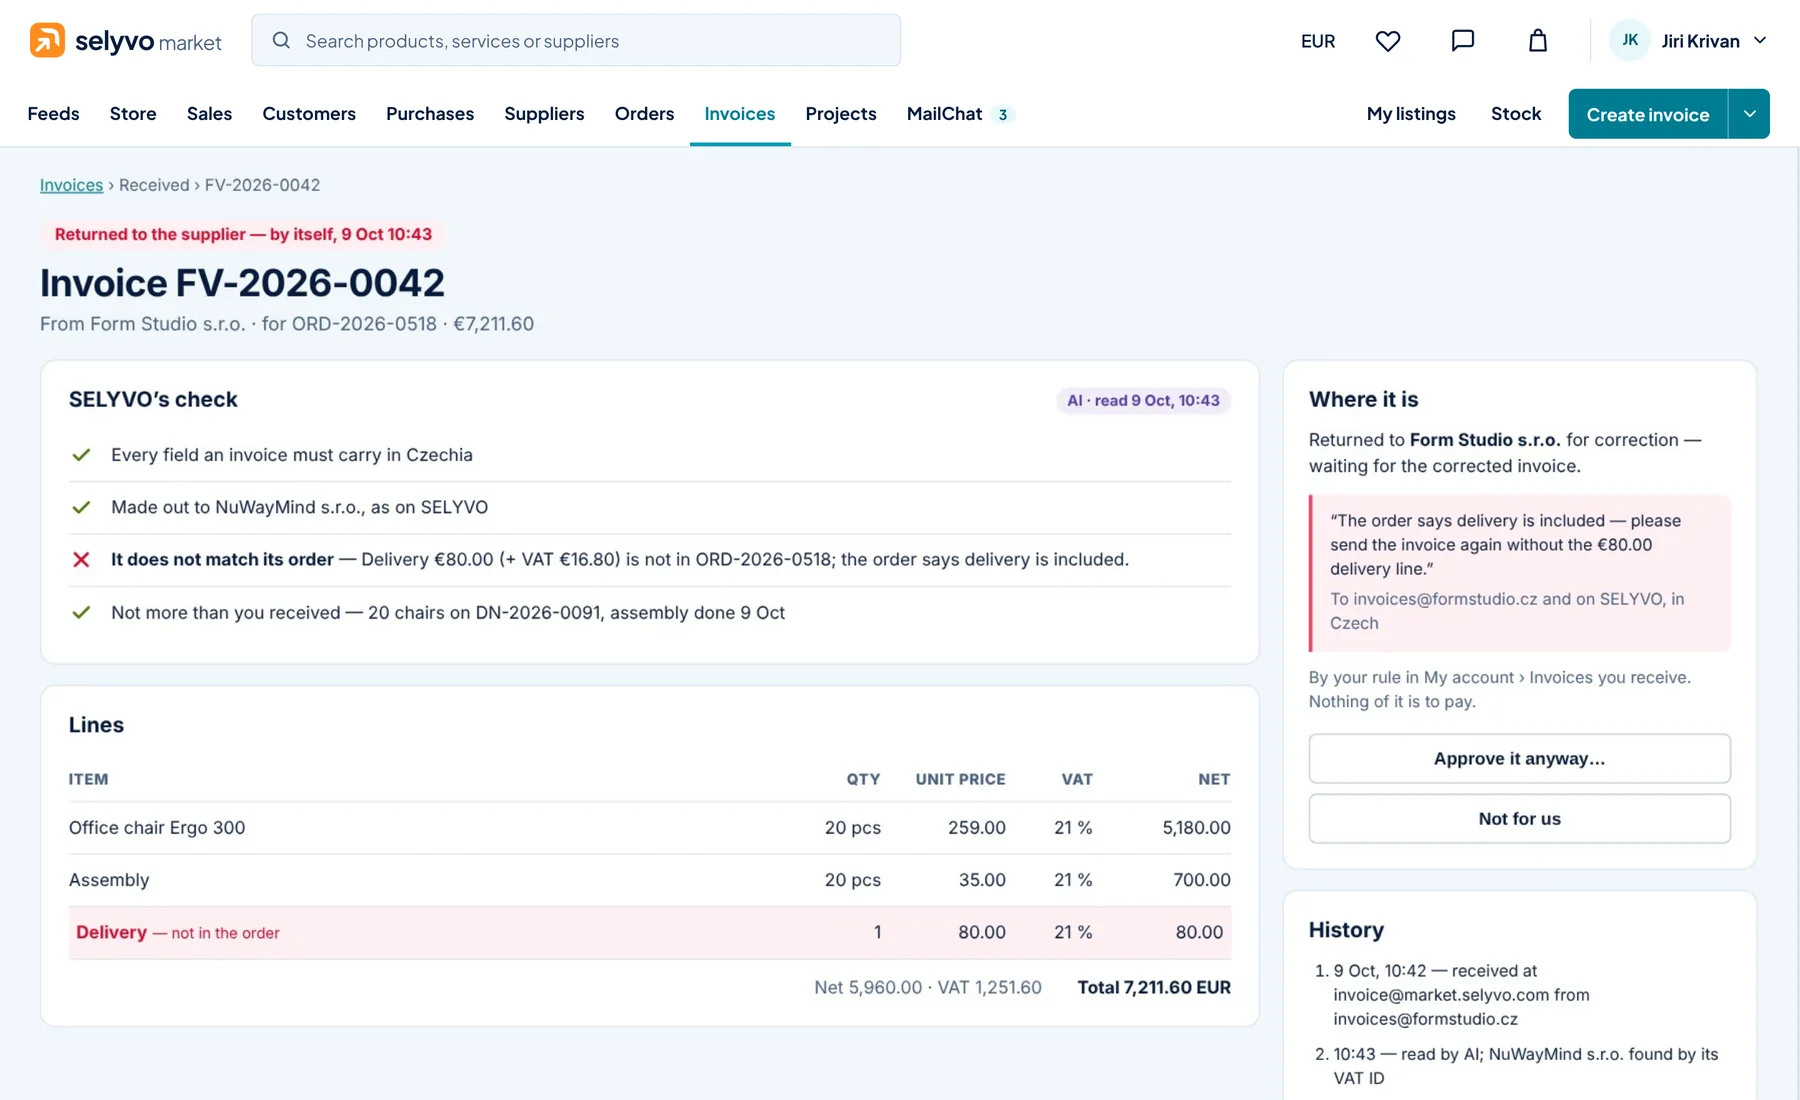 selyvo market
Search products, services or suppliers
EUR
JK
Jiri Krivan
Feeds
Store
Sales
Customers
Purchases
Suppliers
Orders
Invoices
Projects
MailChat 3
My listings
Stock
Create invoice
Invoices › Received › FV-2026-0042
Returned to the supplier — by itself, 9 Oct 10:43
Invoice FV-2026-0042
From Form Studio s.r.o. · for ORD-2026-0518 · €7,211.60
SELYVO’s check
AI · read 9 Oct, 10:43
Every field an invoice must carry in Czechia
Made out to NuWayMind s.r.o., as on SELYVO
It does not match its order — Delivery €80.00 (+ VAT €16.80) is not in ORD-2026-0518; the order says delivery is included.
Not more than you received — 20 chairs on DN-2026-0091, assembly done 9 Oct
Lines
ITEM QTY UNIT PRICE VAT NET
Office chair Ergo 300 20 pcs 259.00 21 % 5,180.00
Assembly 20 pcs 35.00 21 % 700.00
Delivery — not in the order 1 80.00 21 % 80.00
Net 5,960.00 · VAT 1,251.60 Total 7,211.60 EUR
Where it is
Returned to Form Studio s.r.o. for correction —
waiting for the corrected invoice.
“The order says delivery is included — please
send the invoice again without the €80.00
delivery line.”
To invoices@formstudio.cz and on SELYVO, in
Czech
By your rule in My account › Invoices you receive.
Nothing of it is to pay.
Approve it anyway…
Not for us
History
1. 9 Oct, 10:42 — received at
invoice@market.selyvo.com from
invoices@formstudio.cz
2. 10:43 — read by AI; NuWayMind s.r.o. found by its
VAT ID